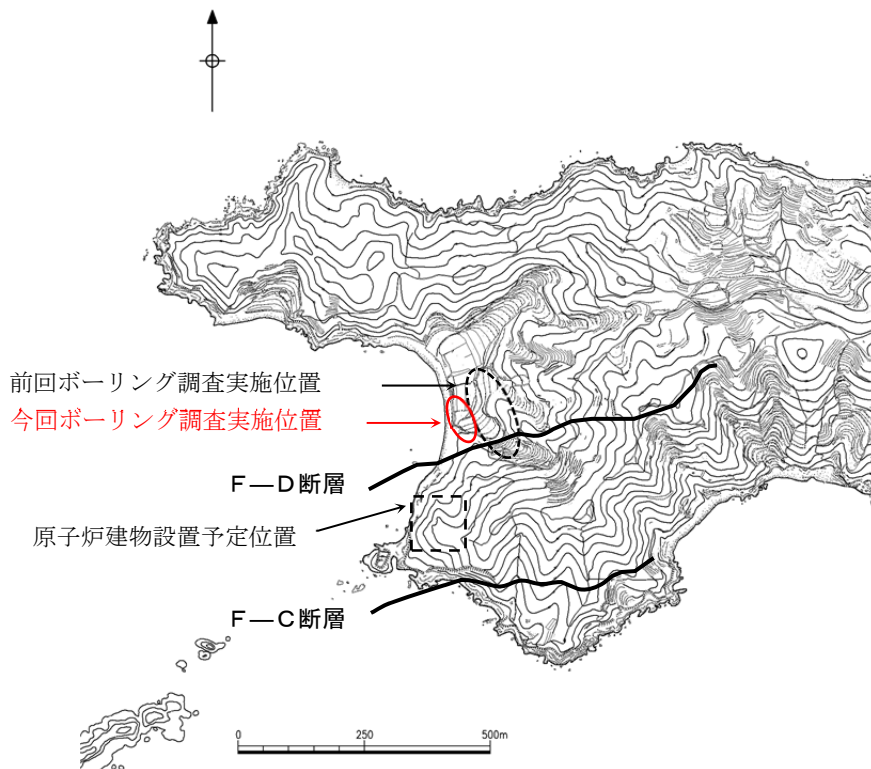 前回ボーリング調査実施位置
今回ボーリング調査実施位置
F―D断層
原子炉建物設置予定位置
F―C断層
0 250 500m